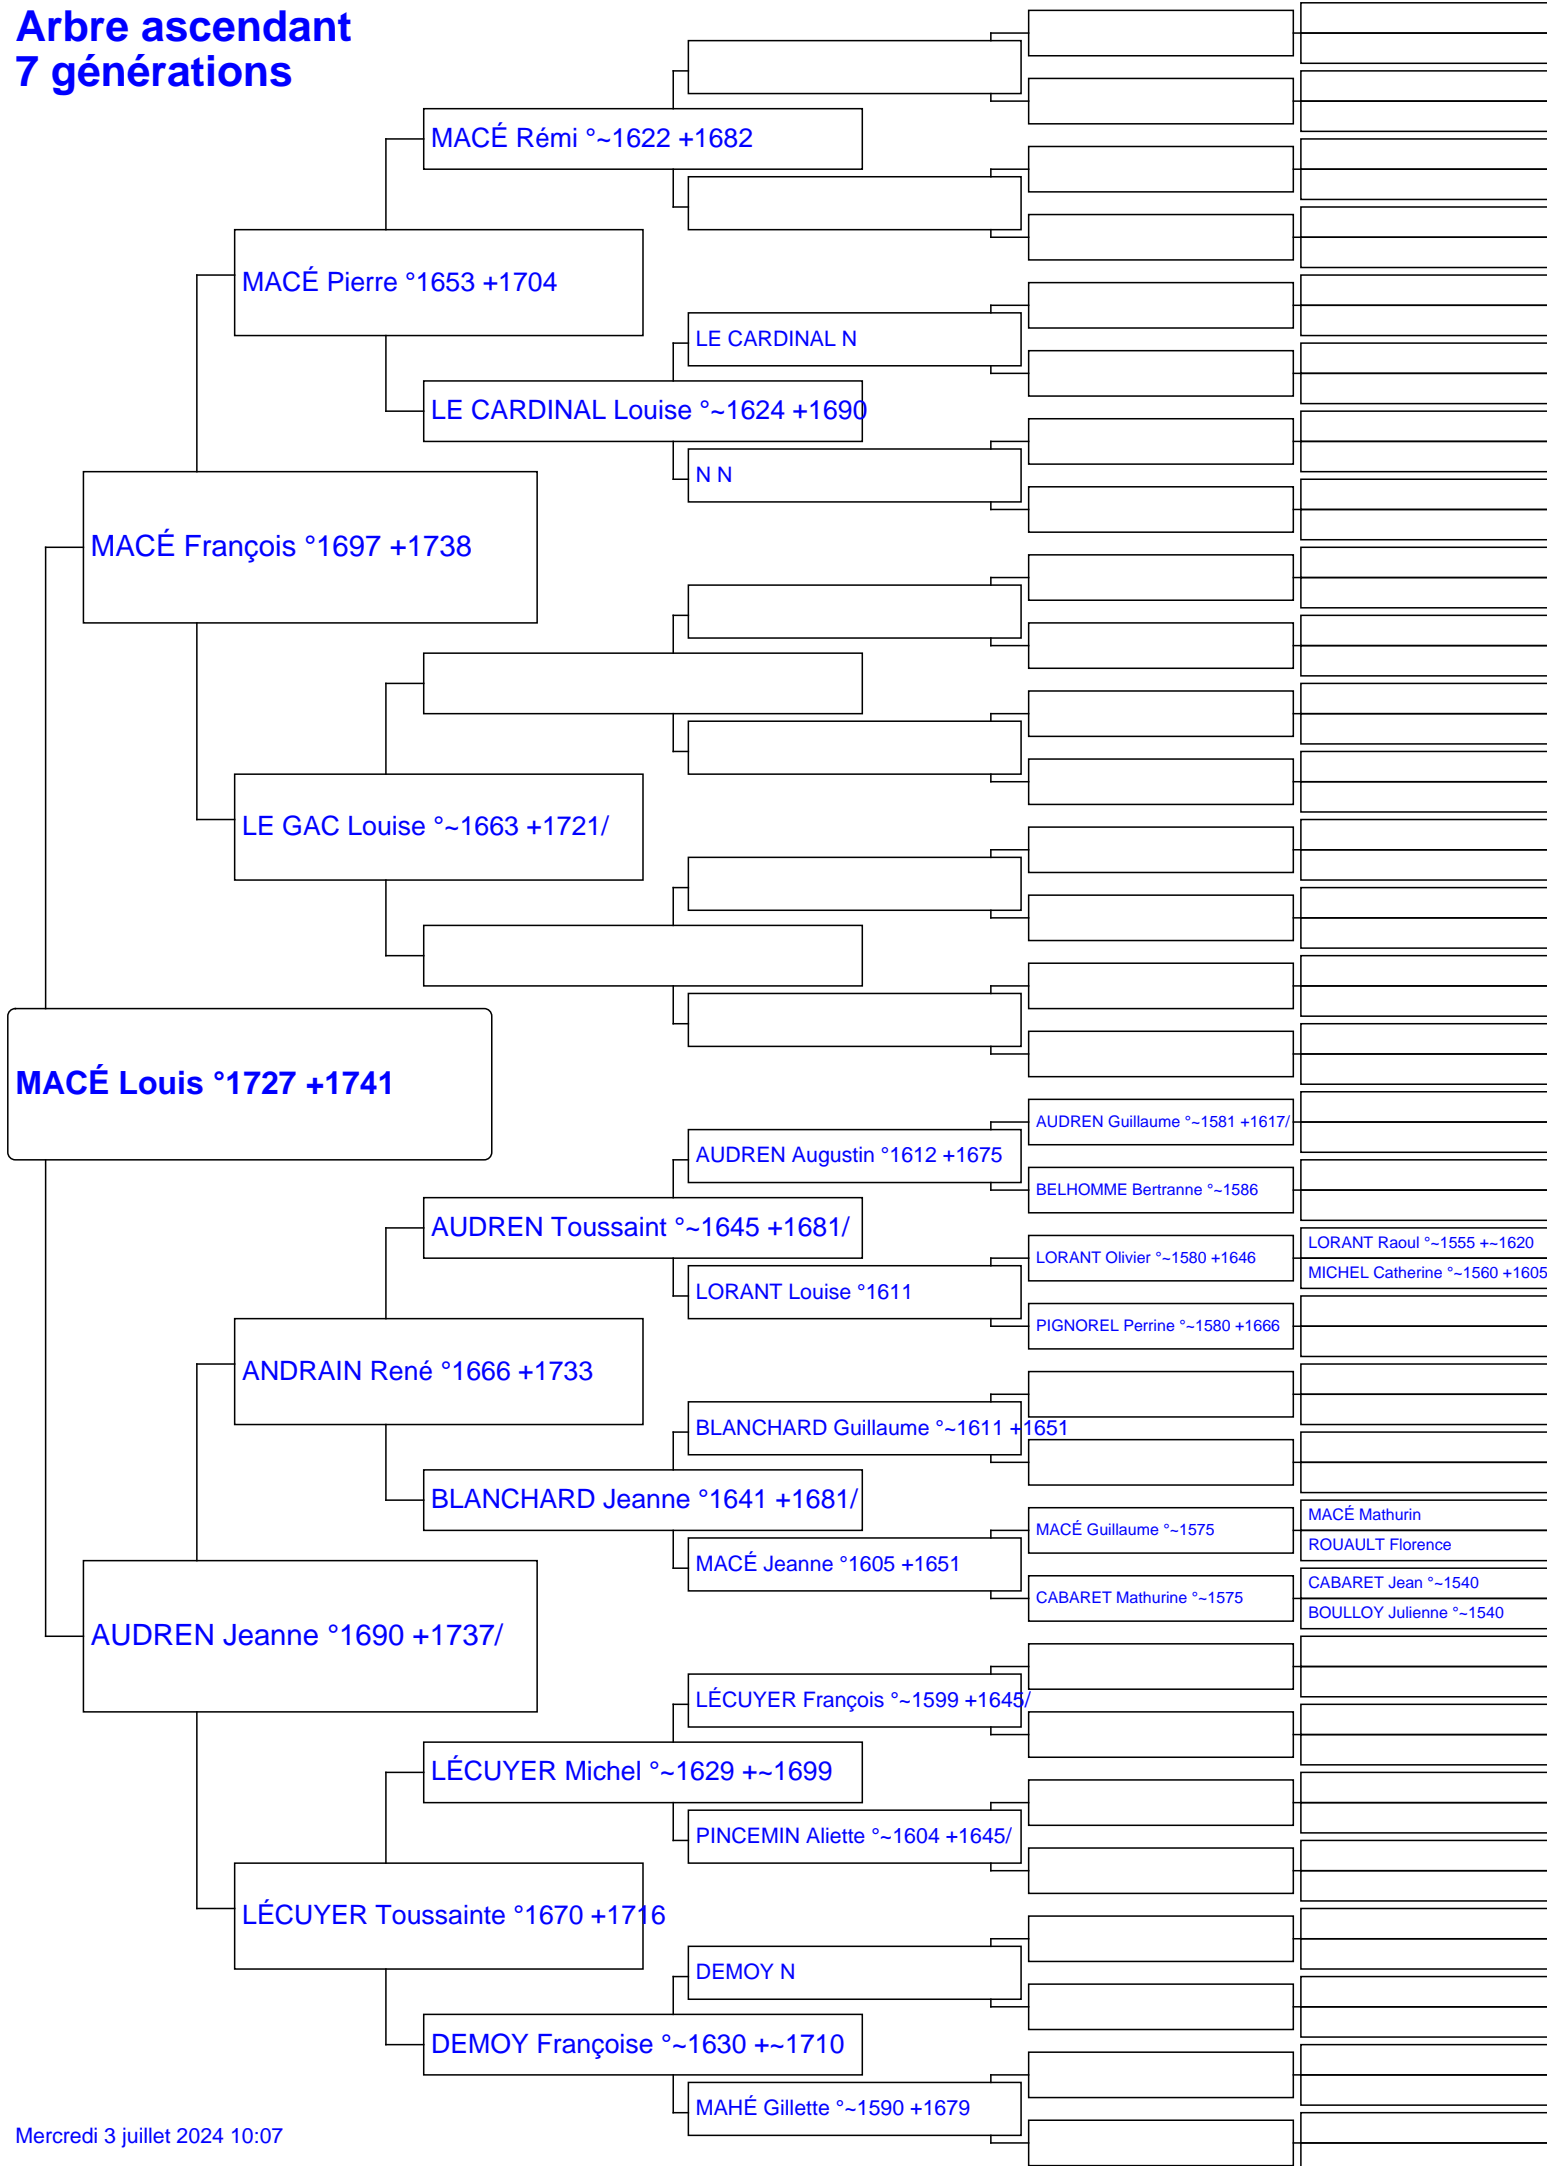 Arbre ascendant
7 générations
MACÉ Rémi °~1622 +1682
MACÉ Pierre °1653 +1704
LE CARDINAL N
LE CARDINAL Louise °~1624 +1690
N N
MACÉ François °1697 +1738
LE GAC Louise °~1663 +1721/
MACÉ Louis °1727 +1741
AUDREN Guillaume °~1581 +1617/
AUDREN Augustin °1612 +1675
BELHOMME Bertranne °~1586
AUDREN Toussaint °~1645 +1681/
LORANT Raoul °~1555 +~1620
LORANT Olivier °~1580 +1646
MICHEL Catherine °~1560 +1605
LORANT Louise °1611
PIGNOREL Perrine °~1580 +1666
ANDRAIN René °1666 +1733
BLANCHARD Guillaume °~1611 +1651
BLANCHARD Jeanne °1641 +1681/
MACÉ Mathurin
MACÉ Guillaume °~1575
ROUAULT Florence
MACÉ Jeanne °1605 +1651
CABARET Jean °~1540
CABARET Mathurine °~1575
BOULLOY Julienne °~1540
AUDREN Jeanne °1690 +1737/
LÉCUYER François °~1599 +1645/
LÉCUYER Michel °~1629 +~1699
PINCEMIN Aliette °~1604 +1645/
LÉCUYER Toussainte °1670 +1716
DEMOY N
DEMOY Françoise °~1630 +~1710
MAHÉ Gillette °~1590 +1679
Mercredi 3 juillet 2024 10:07